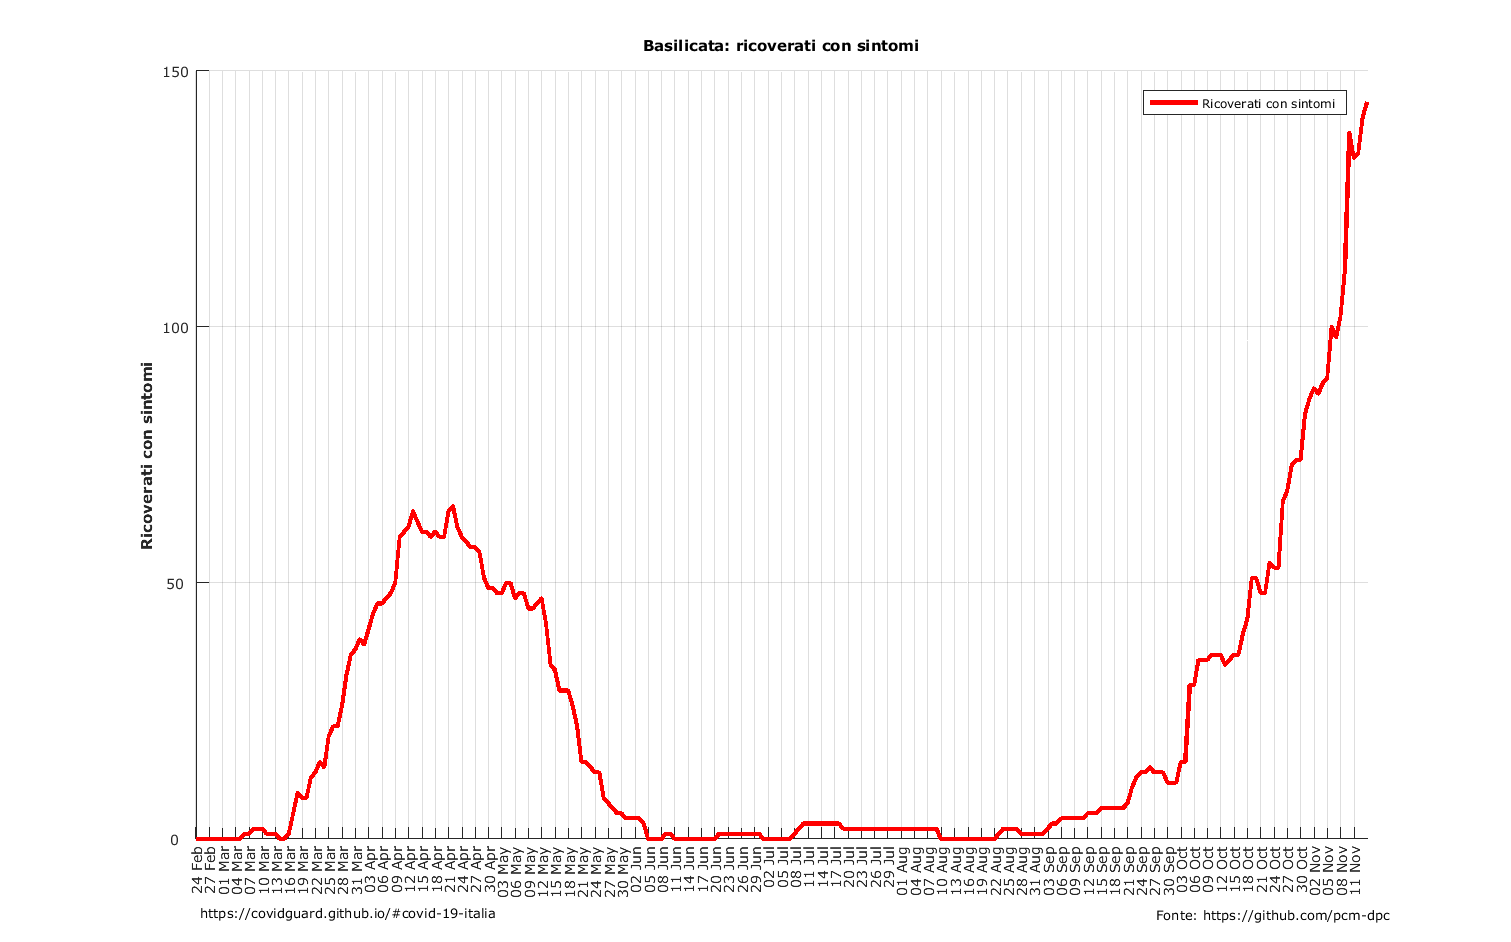 Basilicata: ricoverati con sintomi
150
100
50
0
Ricoverati con sintomi
Ricoverati con sintomi
24 Feb
27 Feb
01 Mar
04 Mar
07 Mar
10 Mar
13 Mar
16 Mar
19 Mar
22 Mar
25 Mar
28 Mar
31 Mar
03 Apr
06 Apr
09 Apr
12 Apr
15 Apr
18 Apr
21 Apr
24 Apr
27 Apr
30 Apr
03 May
06 May
09 May
12 May
15 May
18 May
21 May
24 May
27 May
30 May
02 Jun
05 Jun
08 Jun
11 Jun
14 Jun
17 Jun
20 Jun
23 Jun
26 Jun
29 Jun
02 Jul
05 Jul
08 Jul
11 Jul
14 Jul
17 Jul
20 Jul
23 Jul
26 Jul
29 Jul
01 Aug
04 Aug
07 Aug
10 Aug
13 Aug
16 Aug
19 Aug
22 Aug
25 Aug
28 Aug
31 Aug
03 Sep
06 Sep
09 Sep
12 Sep
15 Sep
18 Sep
21 Sep
24 Sep
27 Sep
30 Sep
03 Oct
06 Oct
09 Oct
12 Oct
15 Oct
18 Oct
21 Oct
24 Oct
27 Oct
30 Oct
02 Nov
05 Nov
08 Nov
11 Nov
https://covidguard.github.io/#covid-19-italia
Fonte: https://github.com/pcm-dpc